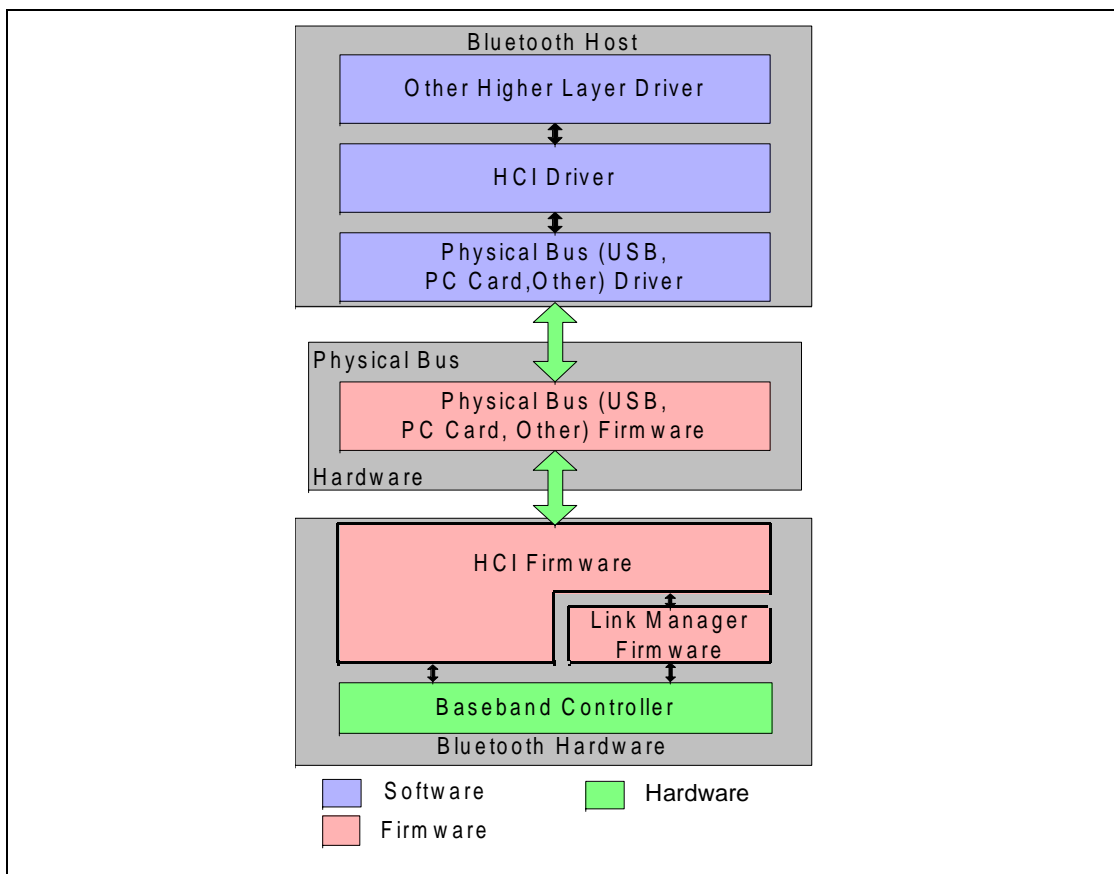 Bluetooth Host
Other Higher Layer Driver
HCI Driver
Physical Bus (USB,
PC Card,Other) Driver
Physical Bus
Physical Bus (USB,
PC Card, Other) Firmware
Hardware
HCI Firmware
Link Manager
Firmware
Baseband Controller
Bluetooth Hardware
Software
Hardware
Firmware